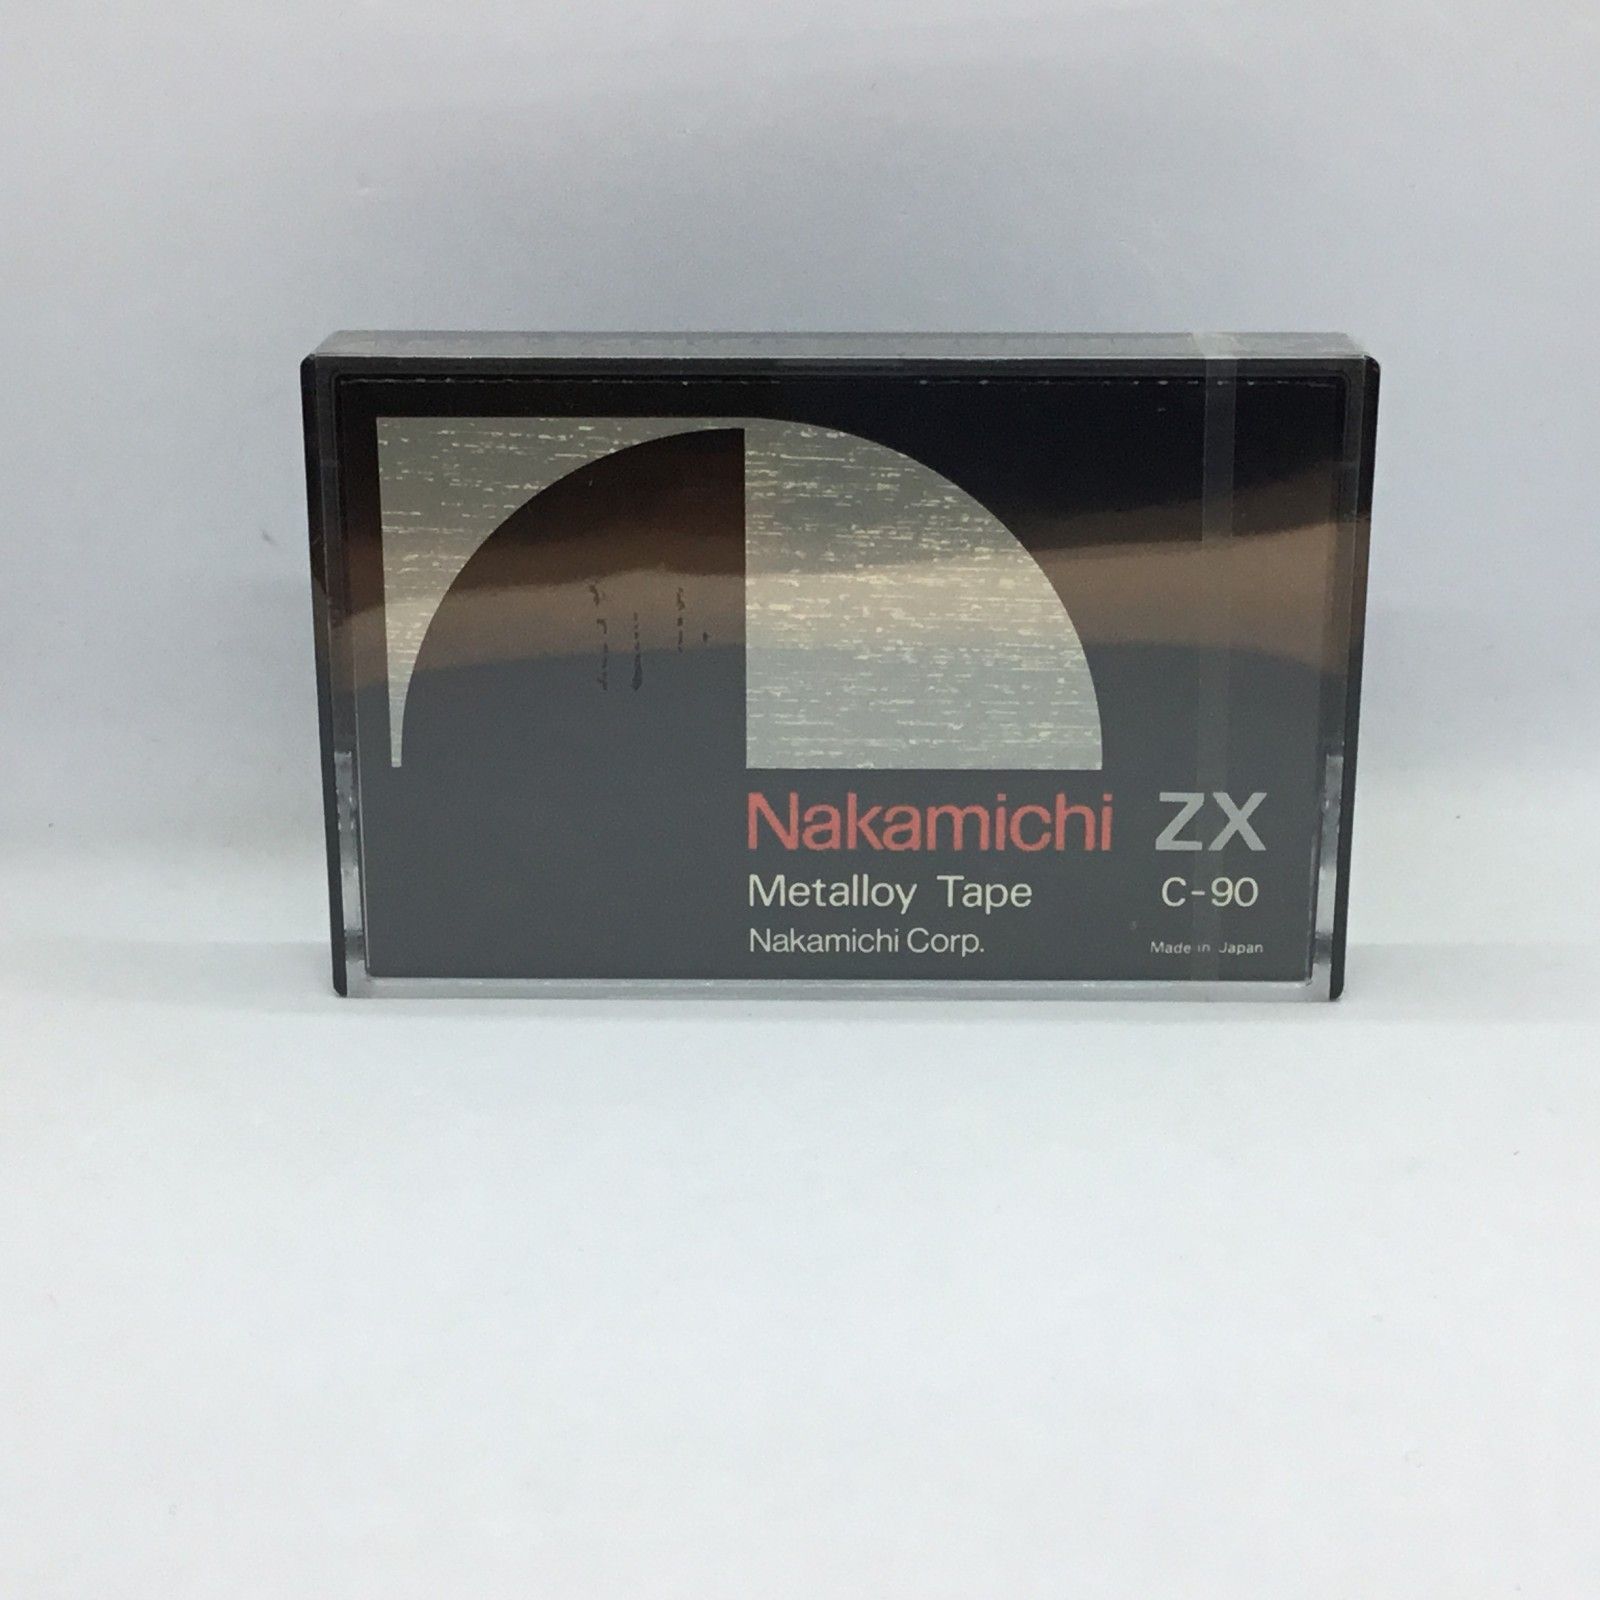 Nakamichi ZX
Metalloy Tape C-90
Nakamichi Corp. Made in Japan